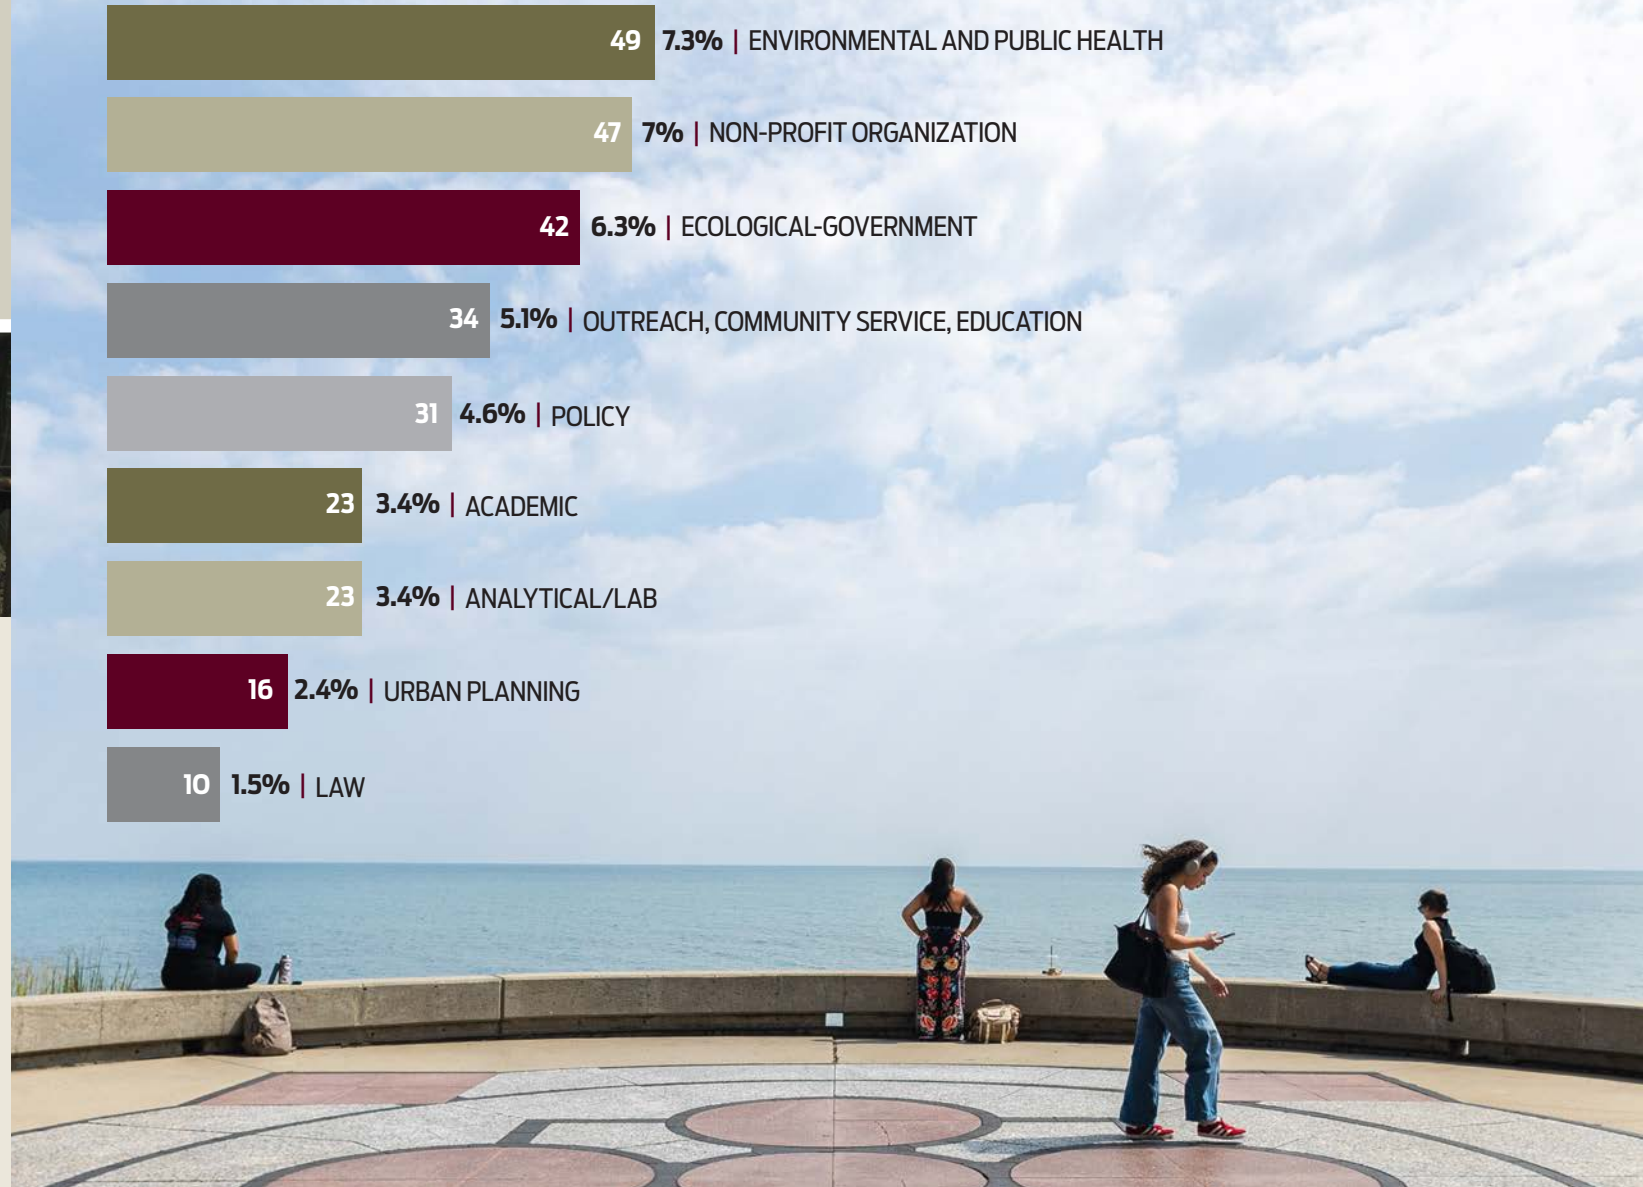 49 7.3% | ENVIRONMENTAL AND PUBLIC HEALTH
47 7% | NON-PROFIT ORGANIZATION
42 6.3% | ECOLOGICAL-GOVERNMENT
34 5.1% | OUTREACH, COMMUNITY SERVICE, EDUCATION
31 4.6% | POLICY
23 3.4% | ACADEMIC
23 3.4% | ANALYTICAL/LAB
16 2.4% | URBAN PLANNING
10 1.5% | LAW